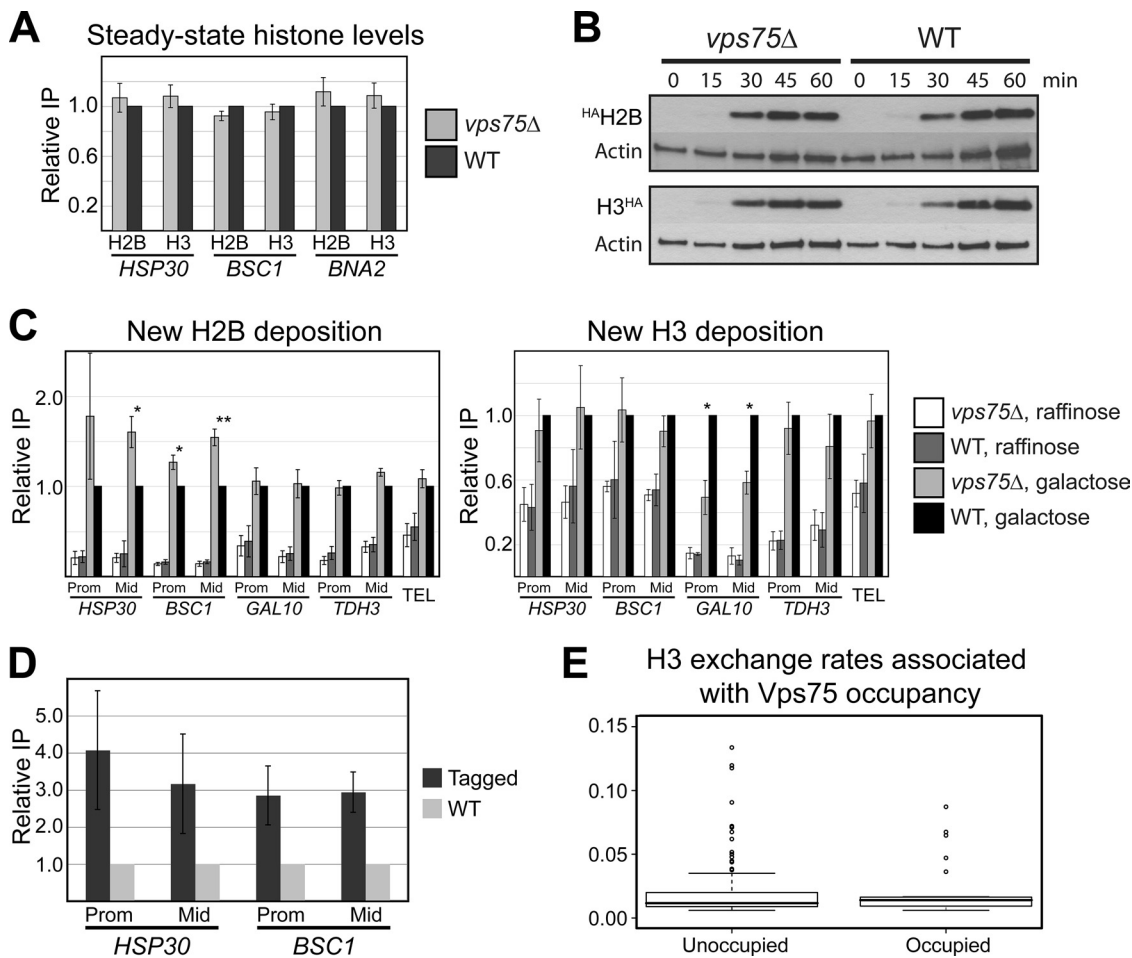 A
Steady-state histone levels
Relative IP
1.0
0.6
0.2
H2B H3 H2B H3 H2B H3
HSP30 BSC1 BNA2
vps75Δ
WT
B
vps75Δ WT
0 15 30 45 60 0 15 30 45 60 min
HAH2B
Actin
H3HA
Actin
C
New H2B deposition
Relative IP
2.0
1.0
* * **
Prom Mid Prom Mid Prom Mid Prom Mid TEL
HSP30 BSC1 GAL10 TDH3
New H3 deposition
Relative IP
1.0
0.6
0.2
* *
Prom Mid Prom Mid Prom Mid Prom Mid TEL
HSP30 BSC1 GAL10 TDH3
vps75Δ, raffinose
WT, raffinose
vps75Δ, galactose
WT, galactose
D
Relative IP
5.0
4.0
3.0
2.0
1.0
Prom Mid Prom Mid
HSP30 BSC1
Tagged
WT
E
H3 exchange rates associated
with Vps75 occupancy
0.15
0.10
0.05
0.00
Unoccupied Occupied